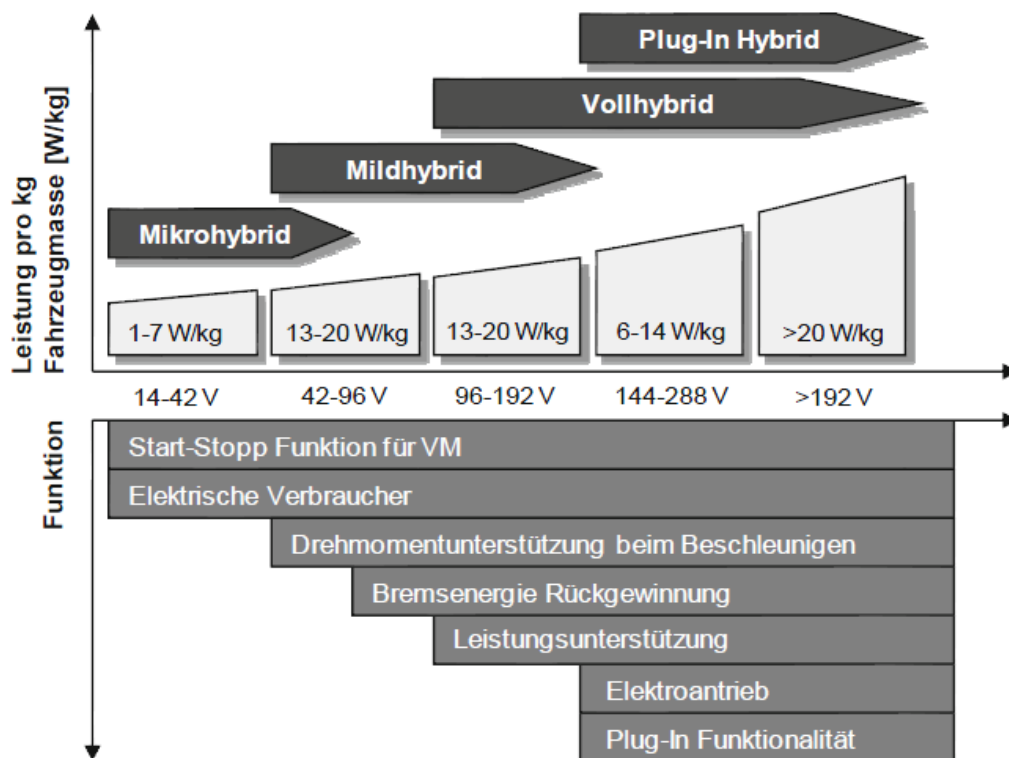 Leistung pro kg
Fahrzeugmasse [W/kg]
Plug-In Hybrid
Vollhybrid
Mildhybrid
Mikrohybrid
1-7 W/kg
13-20 W/kg
13-20 W/kg
6-14 W/kg
>20 W/kg
14-42 V
42-96 V
96-192 V
144-288 V
>192 V
Funktion
Start-Stopp Funktion für VM
Elektrische Verbraucher
Drehmomentunterstützung beim Beschleunigen
Bremsenergie Rückgewinnung
Leistungsunterstützung
Elektroantrieb
Plug-In Funktionalität